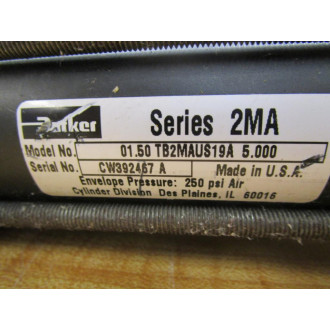 Parker
Series 2MA
Model No. 01.50 TB2MAUS19A 5.000
Serial No. CW392467 A Made in U.S.A.
Envelope Pressure: 250 psi Air
Cylinder Division Des Plaines, IL 60016